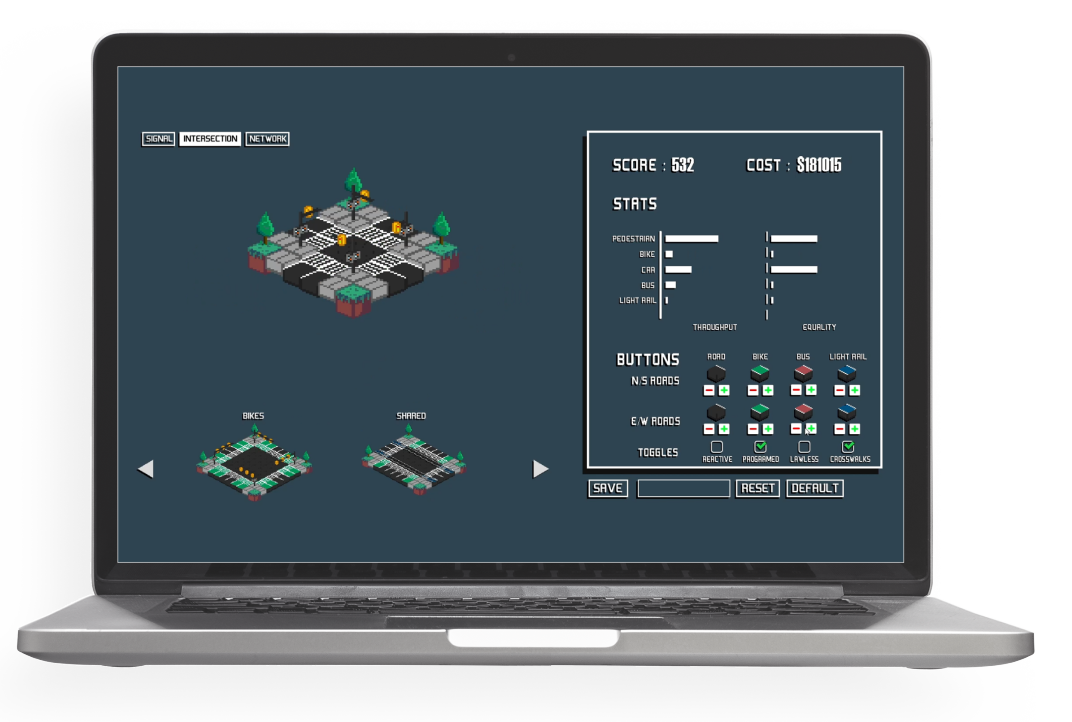 SIGNAL INTERSECTION NETWORK
SCORE : 532 COST : $181015
STATS
PEDESTRIAN
BIKE
CAR
BUS
LIGHT RAIL
THROUGHPUT EQUALITY
BUTTONS ROAD BIKE BUS LIGHT RAIL
N/S ROADS
- + - + - + - +
E/W ROADS
- + - + - + - +
TOGGLES
REACTIVE PROGRAMED LAWLESS CROSSWALKS
BIKES SHARED
SAVE RESET DEFAULT